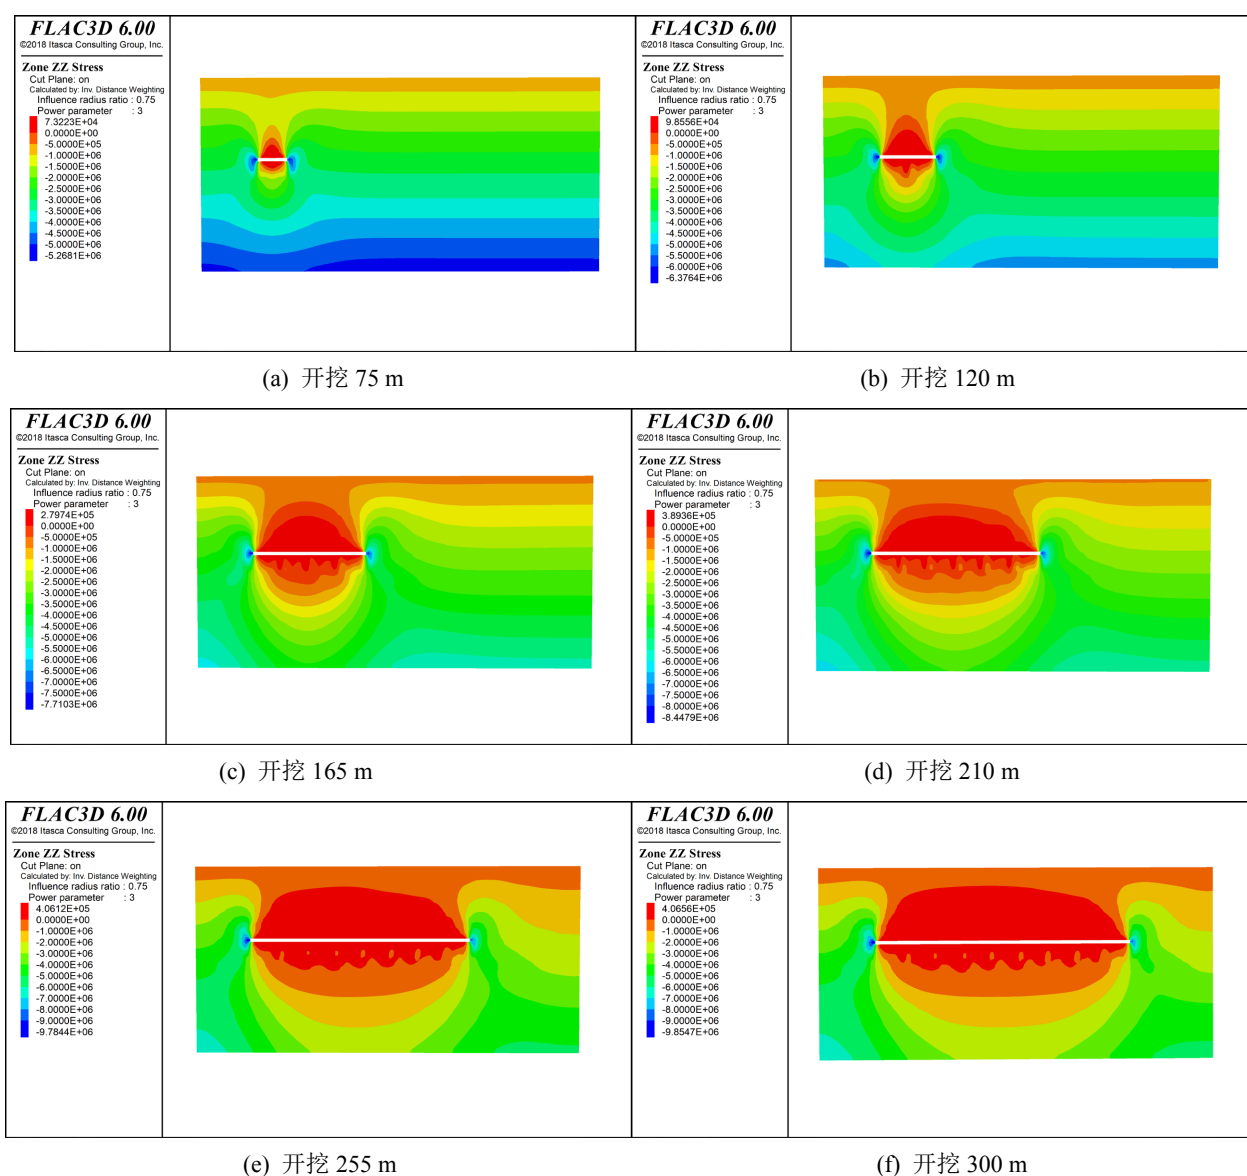 FLAC3D 6.00
©2018 Itasca Consulting Group, Inc.
Zone ZZ Stress
Cut Plane: on
Calculated by: Inv. Distance Weighting
Influence radius ratio : 0.75
Power parameter : 3
7.3223E+04
0.0000E+00
-5.0000E+05
-1.0000E+06
-1.5000E+06
-2.0000E+06
-2.5000E+06
-3.0000E+06
-3.5000E+06
-4.0000E+06
-4.5000E+06
-5.0000E+06
-5.2681E+06
(a) 开挖 75 m
FLAC3D 6.00
©2018 Itasca Consulting Group, Inc.
Zone ZZ Stress
Cut Plane: on
Calculated by: Inv. Distance Weighting
Influence radius ratio : 0.75
Power parameter : 3
9.8556E+04
0.0000E+00
-5.0000E+05
-1.0000E+06
-1.5000E+06
-2.0000E+06
-2.5000E+06
-3.0000E+06
-3.5000E+06
-4.0000E+06
-4.5000E+06
-5.0000E+06
-5.5000E+06
-6.0000E+06
-6.3764E+06
(b) 开挖 120 m
FLAC3D 6.00
©2018 Itasca Consulting Group, Inc.
Zone ZZ Stress
Cut Plane: on
Calculated by: Inv. Distance Weighting
Influence radius ratio : 0.75
Power parameter : 3
2.7974E+05
0.0000E+00
-5.0000E+05
-1.0000E+06
-1.5000E+06
-2.0000E+06
-2.5000E+06
-3.0000E+06
-3.5000E+06
-4.0000E+06
-4.5000E+06
-5.0000E+06
-5.5000E+06
-6.0000E+06
-6.5000E+06
-7.0000E+06
-7.5000E+06
-7.7103E+06
(c) 开挖 165 m
FLAC3D 6.00
©2018 Itasca Consulting Group, Inc.
Zone ZZ Stress
Cut Plane: on
Calculated by: Inv. Distance Weighting
Influence radius ratio : 0.75
Power parameter : 3
3.8936E+05
0.0000E+00
-5.0000E+05
-1.0000E+06
-1.5000E+06
-2.0000E+06
-2.5000E+06
-3.0000E+06
-3.5000E+06
-4.0000E+06
-4.5000E+06
-5.0000E+06
-5.5000E+06
-6.0000E+06
-6.5000E+06
-7.0000E+06
-7.5000E+06
-8.0000E+06
-8.4479E+06
(d) 开挖 210 m
FLAC3D 6.00
©2018 Itasca Consulting Group, Inc.
Zone ZZ Stress
Cut Plane: on
Calculated by: Inv. Distance Weighting
Influence radius ratio : 0.75
Power parameter : 3
4.0612E+05
0.0000E+00
-1.0000E+06
-2.0000E+06
-3.0000E+06
-4.0000E+06
-5.0000E+06
-6.0000E+06
-7.0000E+06
-8.0000E+06
-9.0000E+06
-9.7844E+06
(e) 开挖 255 m
FLAC3D 6.00
©2018 Itasca Consulting Group, Inc.
Zone ZZ Stress
Cut Plane: on
Calculated by: Inv. Distance Weighting
Influence radius ratio : 0.75
Power parameter : 3
4.0656E+05
0.0000E+00
-1.0000E+06
-2.0000E+06
-3.0000E+06
-4.0000E+06
-5.0000E+06
-6.0000E+06
-7.0000E+06
-8.0000E+06
-9.0000E+06
-9.8547E+06
(f) 开挖 300 m